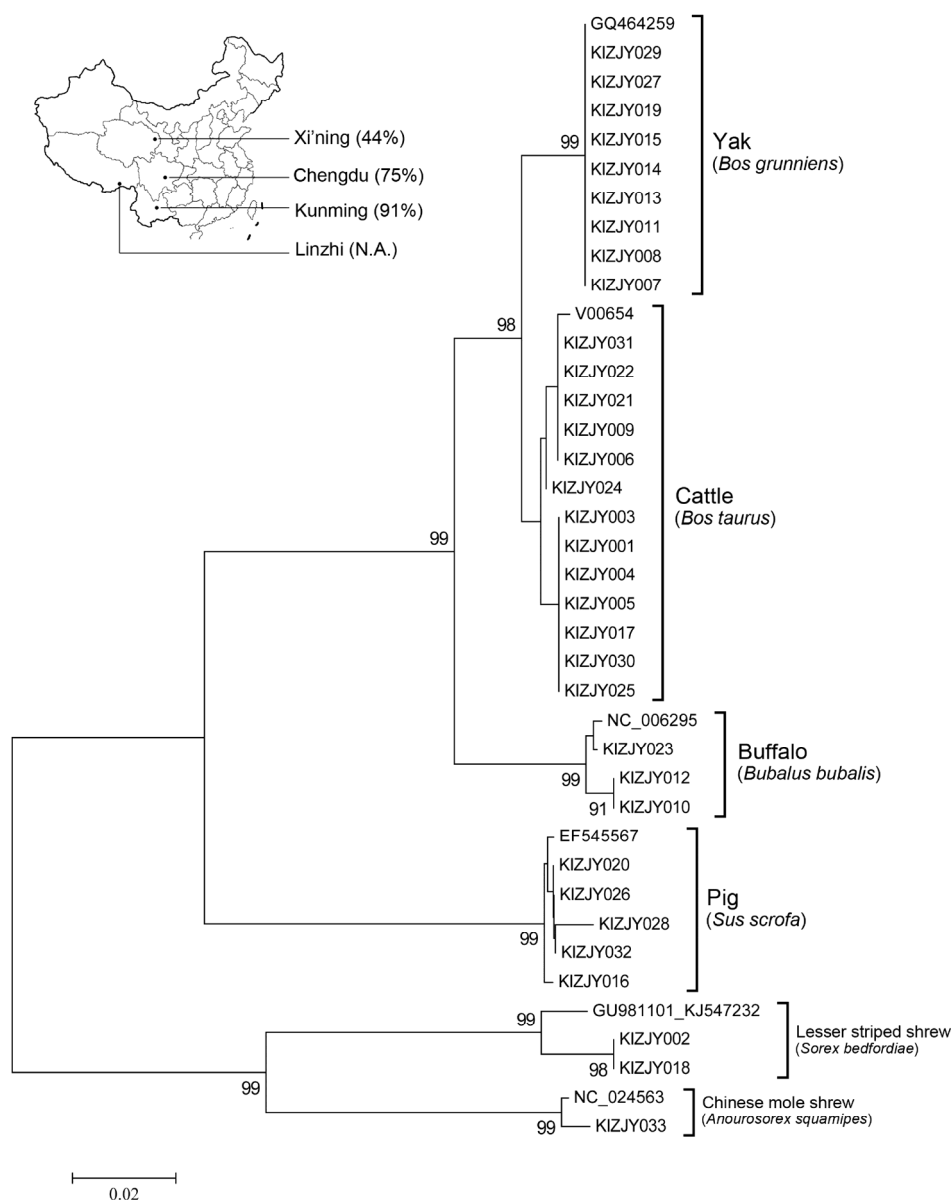 Xi'ning (44%)
Chengdu (75%)
Kunming (91%)
Linzhi (N.A.)
GQ464259
KIZJY029
KIZJY027
KIZJY019
KIZJY015
KIZJY014
KIZJY013
KIZJY011
KIZJY008
KIZJY007
99
Yak
(Bos grunniens)
98
V00654
KIZJY031
KIZJY022
KIZJY021
KIZJY009
KIZJY006
KIZJY024
KIZJY003
KIZJY001
KIZJY004
KIZJY005
KIZJY017
KIZJY030
KIZJY025
Cattle
(Bos taurus)
99
NC_006295
KIZJY023
KIZJY012
KIZJY010
99
91
Buffalo
(Bubalus bubalis)
EF545567
KIZJY020
KIZJY026
KIZJY028
KIZJY032
KIZJY016
99
Pig
(Sus scrofa)
GU981101_KJ547232
KIZJY002
KIZJY018
99
98
Lesser striped shrew
(Sorex bedfordiae)
99
NC_024563
KIZJY033
99
Chinese mole shrew
(Anourosorex squamipes)
0.02